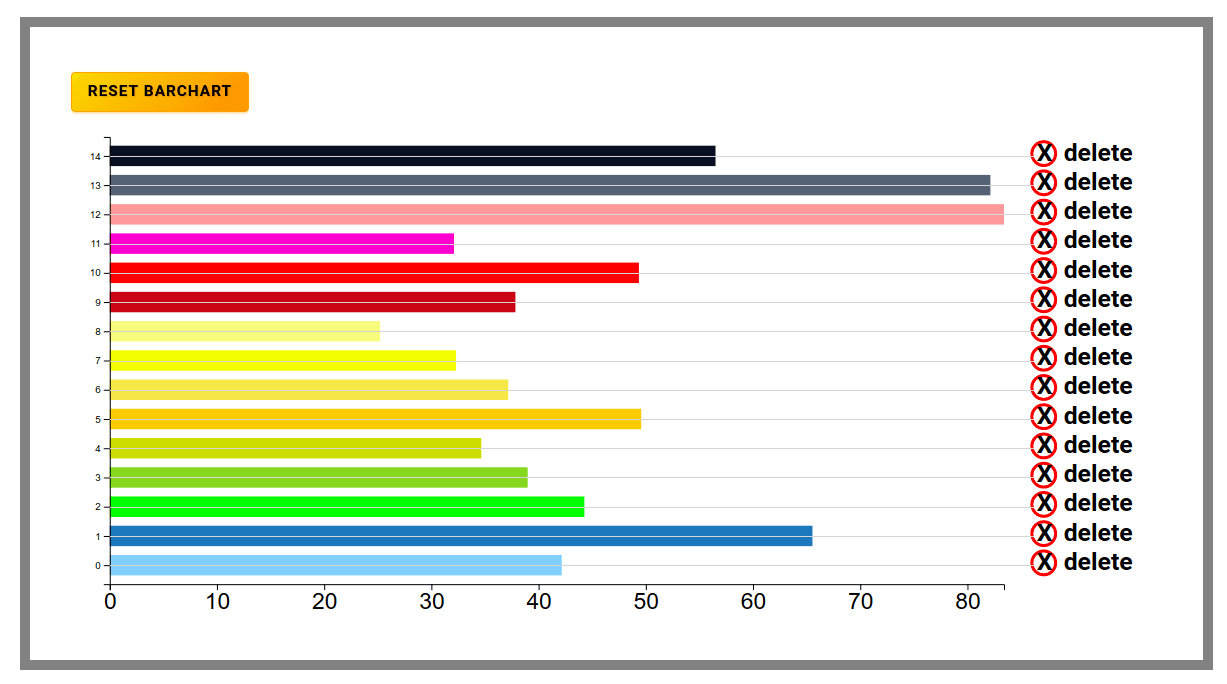 RESET BARCHART
14 X delete
13 X delete
12 X delete
11 X delete
10 X delete
9 X delete
8 X delete
7 X delete
6 X delete
5 X delete
4 X delete
3 X delete
2 X delete
1 X delete
0 X delete
0 10 20 30 40 50 60 70 80